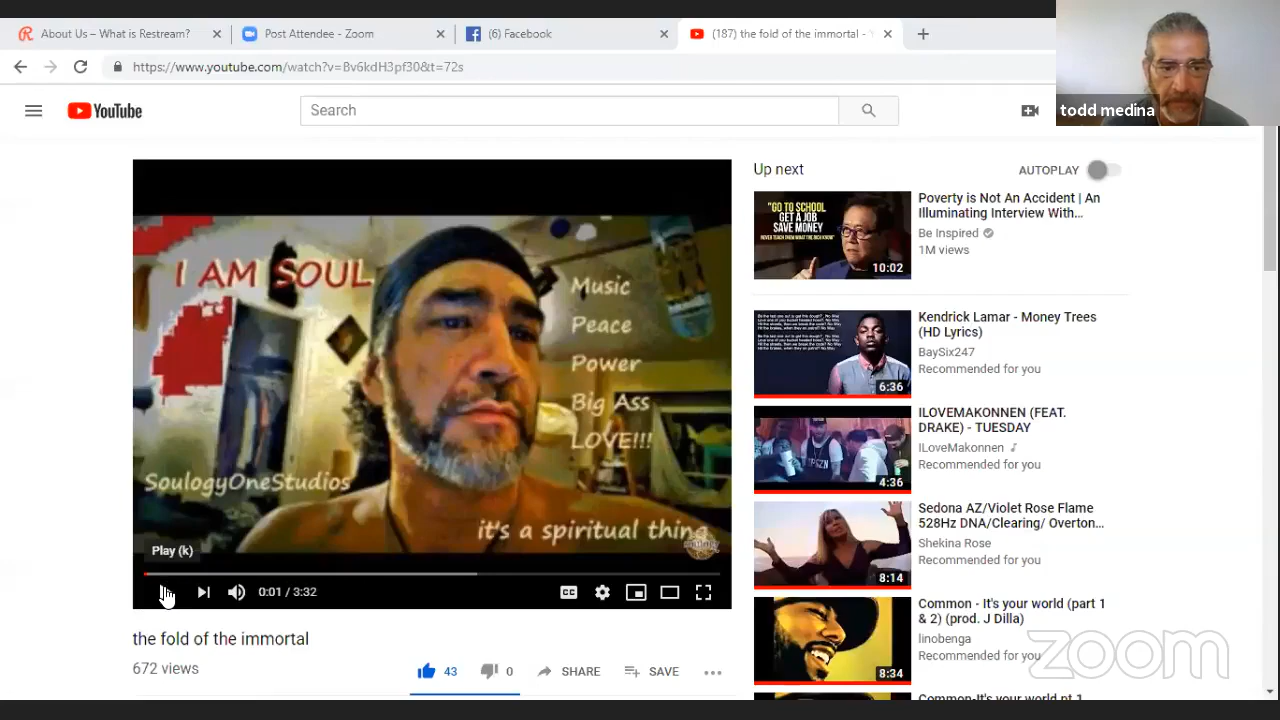 About Us – What is Restream?
Post Attendee - Zoom
(6) Facebook
(187) the fold of the immortal -
https://www.youtube.com/watch?v=Bv6kdH3pf30&t=72s
todd medina
YouTube
Search
I AM SOUL
Music
Peace
Power
Big Ass
LOVE!!!
SoulogyOneStudios
it's a spiritual thing
Play (k)
0:01 / 3:32
the fold of the immortal
672 views
43
0
SHARE
SAVE
Up next
AUTOPLAY
"GO TO SCHOOL
GET A JOB
SAVE MONEY
10:02
Poverty is Not An Accident | An
Illuminating Interview With...
Be Inspired
1M views
6:36
Kendrick Lamar - Money Trees
(HD Lyrics)
BaySix247
Recommended for you
4:36
ILOVEMAKONNEN (FEAT.
DRAKE) - TUESDAY
ILoveMakonnen
Recommended for you
8:14
Sedona AZ/Violet Rose Flame
528Hz DNA/Clearing/ Overton...
Shekina Rose
Recommended for you
8:34
Common - It's your world (part 1
& 2) (prod. J Dilla)
linobenga
Recommended for you
Common-It's your world pt 1
zoom